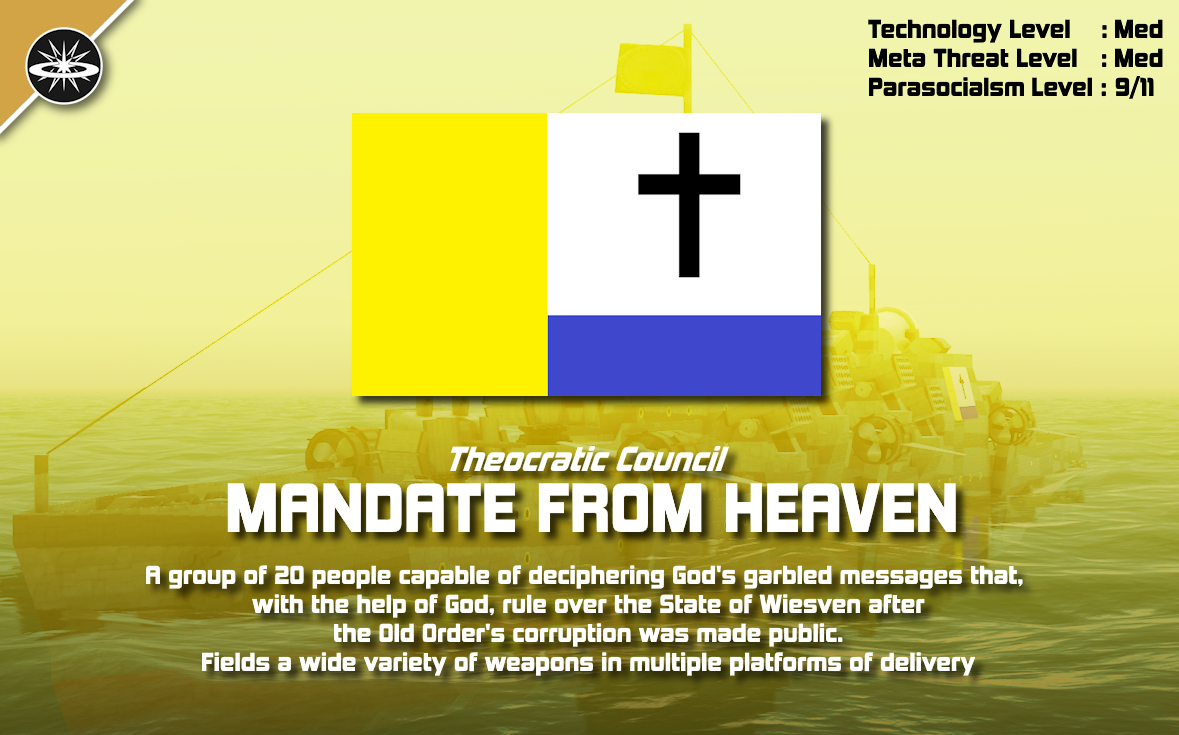 Technology Level : Med
Meta Threat Level : Med
Parasocialsm Level : 9/11
Theocratic Council
MANDATE FROM HEAVEN
A group of 20 people capable of deciphering God's garbled messages that,
with the help of God, rule over the State of Wiesven after
the Old Order's corruption was made public.
Fields a wide variety of weapons in multiple platforms of delivery